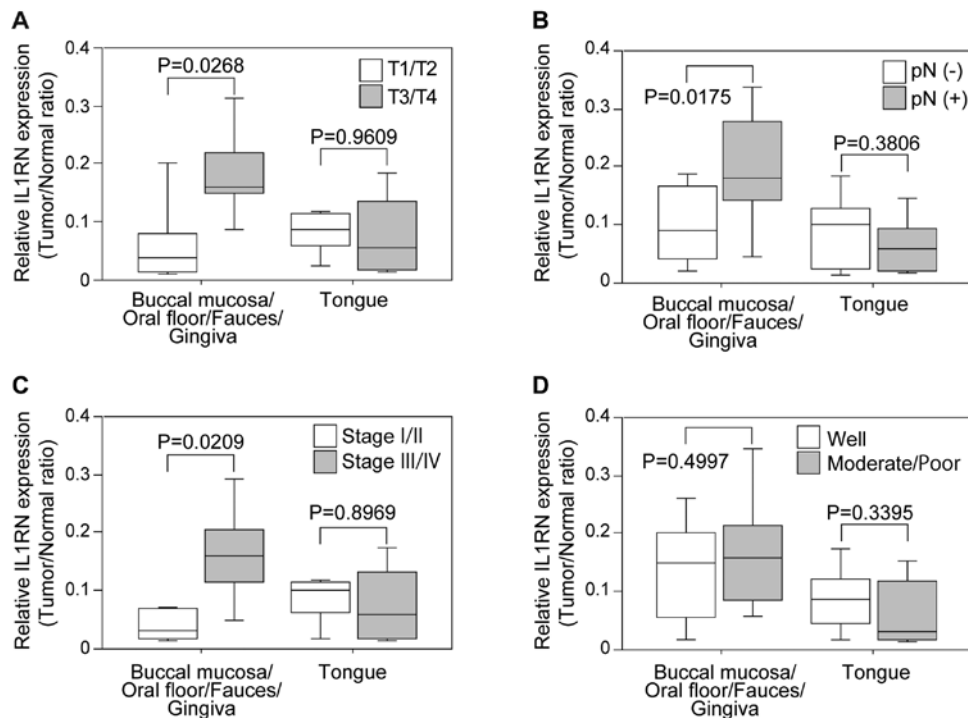 A
Relative IL1RN expression
(Tumor/Normal ratio)
0.4
0.3
0.2
0.1
0
P=0.0268
T1/T2
T3/T4
P=0.9609
Buccal mucosa/
Oral floor/Fauces/
Gingiva
Tongue
B
Relative IL1RN expression
(Tumor/Normal ratio)
0.4
0.3
0.2
0.1
0
P=0.0175
pN (-)
pN (+)
P=0.3806
Buccal mucosa/
Oral floor/Fauces/
Gingiva
Tongue
C
Relative IL1RN expression
(Tumor/Normal ratio)
0.4
0.3
0.2
0.1
0
P=0.0209
Stage I/II
Stage III/IV
P=0.8969
Buccal mucosa/
Oral floor/Fauces/
Gingiva
Tongue
D
Relative IL1RN expression
(Tumor/Normal ratio)
0.4
0.3
0.2
0.1
0
P=0.4997
Well
Moderate/Poor
P=0.3395
Buccal mucosa/
Oral floor/Fauces/
Gingiva
Tongue